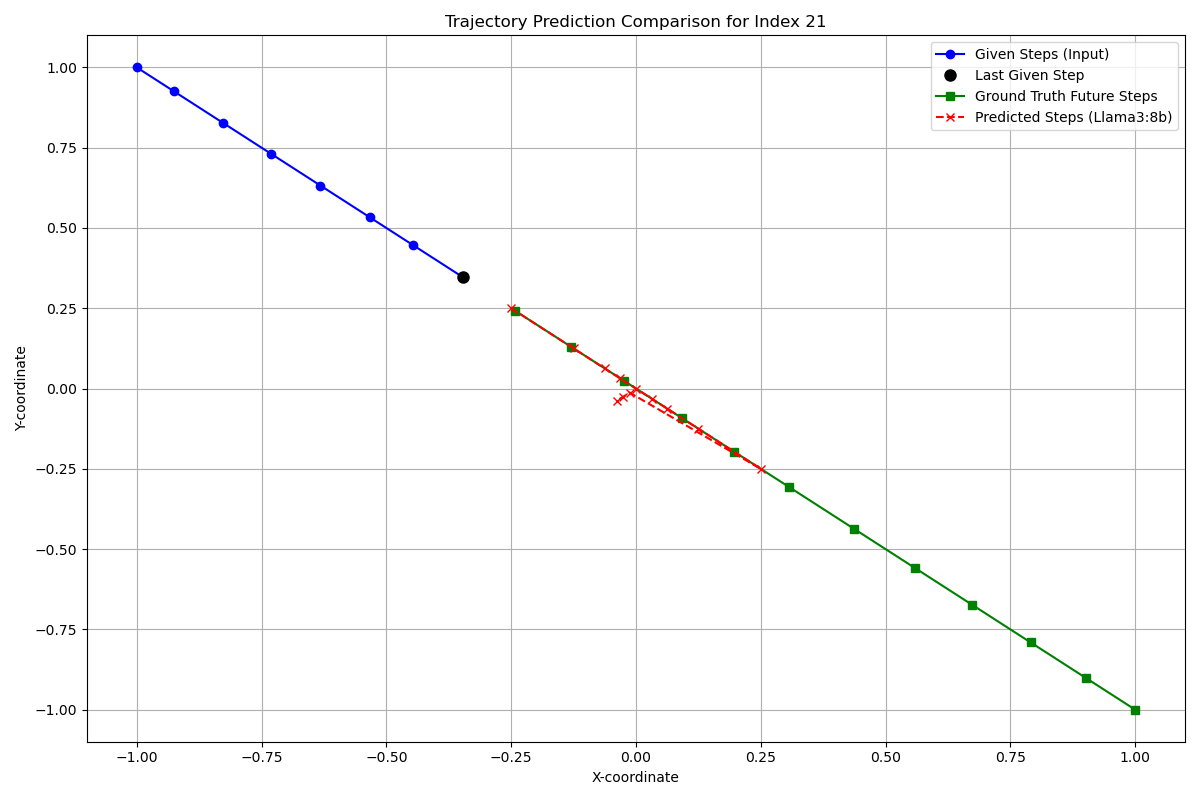 Trajectory Prediction Comparison for Index 21
Given Steps (Input)
Last Given Step
Ground Truth Future Steps
Predicted Steps (Llama3:8b)
1.00
0.75
0.50
0.25
0.00
−0.25
−0.50
−0.75
−1.00
Y-coordinate
−1.00 −0.75 −0.50 −0.25 0.00 0.25 0.50 0.75 1.00
X-coordinate